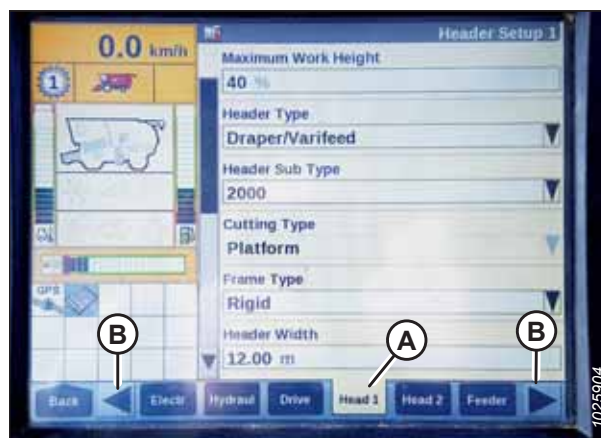 0.0 km/h
Header Setup 1
Maximum Work Height
40 %
1
Header Type
Draper/Varifeed
Header Sub Type
2000
Cutting Type
Platform
Frame Type
GPS
Rigid
Header Width
12.00 m
B
A
B
Back
Electr
Hydraul
Drive
Head 1
Head 2
Feeder
1025904